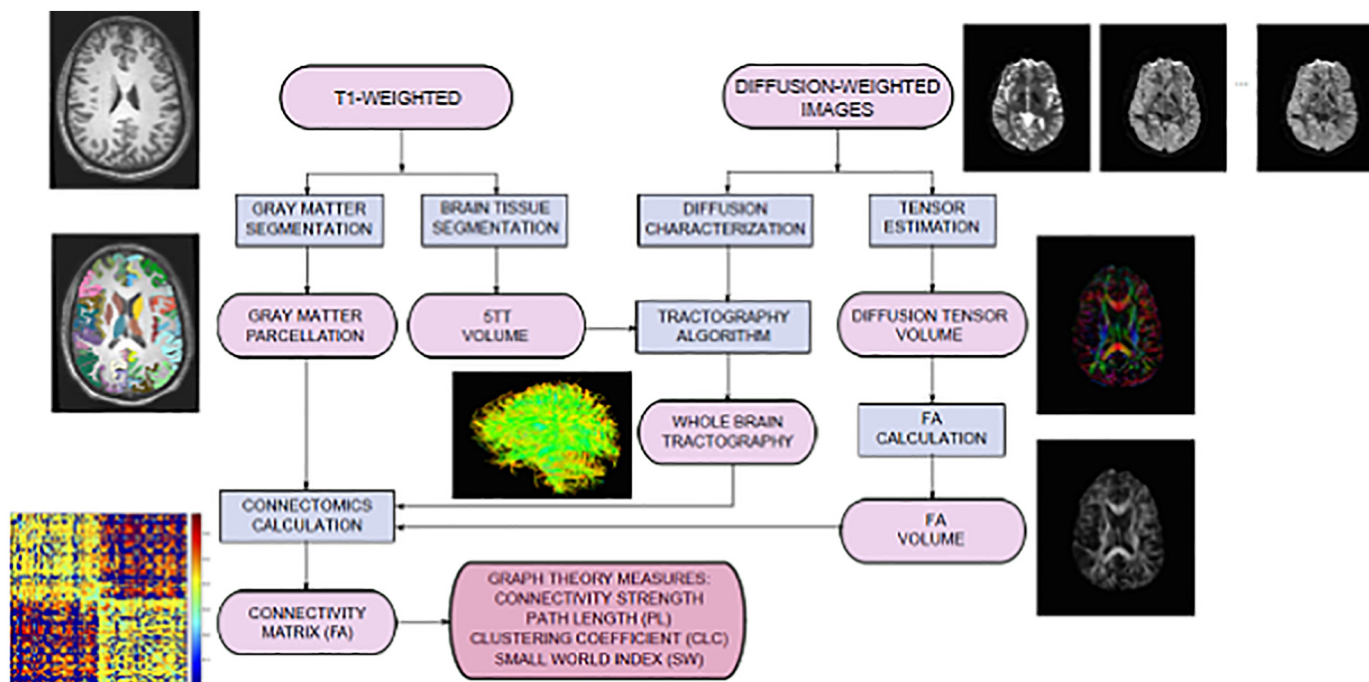 T1-WEIGHTED
DIFFUSION-WEIGHTED
IMAGES
...
GRAY MATTER
SEGMENTATION
BRAIN TISSUE
SEGMENTATION
DIFFUSION
CHARACTERIZATION
TENSOR
ESTIMATION
GRAY MATTER
PARCELLATION
5TT
VOLUME
TRACTOGRAPHY
ALGORITHM
DIFFUSION TENSOR
VOLUME
WHOLE BRAIN
TRACTOGRAPHY
FA
CALCULATION
CONNECTOMICS
CALCULATION
FA
VOLUME
CONNECTIVITY
MATRIX (FA)
GRAPH THEORY MEASURES:
CONNECTIVITY STRENGTH
PATH LENGTH (PL)
CLUSTERING COEFFICIENT (CLC)
SMALL WORLD INDEX (SW)